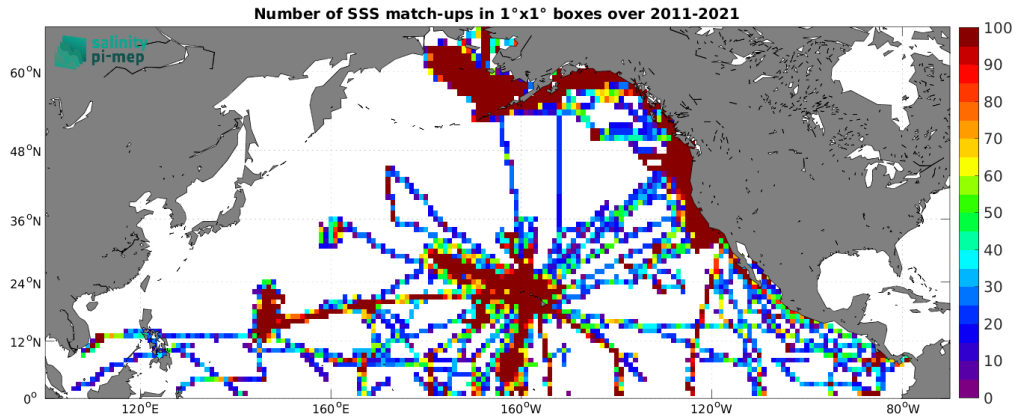 Number of SSS match-ups in 1°x1° boxes over 2011-2021
salinity
pi-mep
100
90
80
70
60
50
40
30
20
10
0
60°N
48°N
36°N
24°N
12°N
0°
120°E
160°E
160°W
120°W
80°W